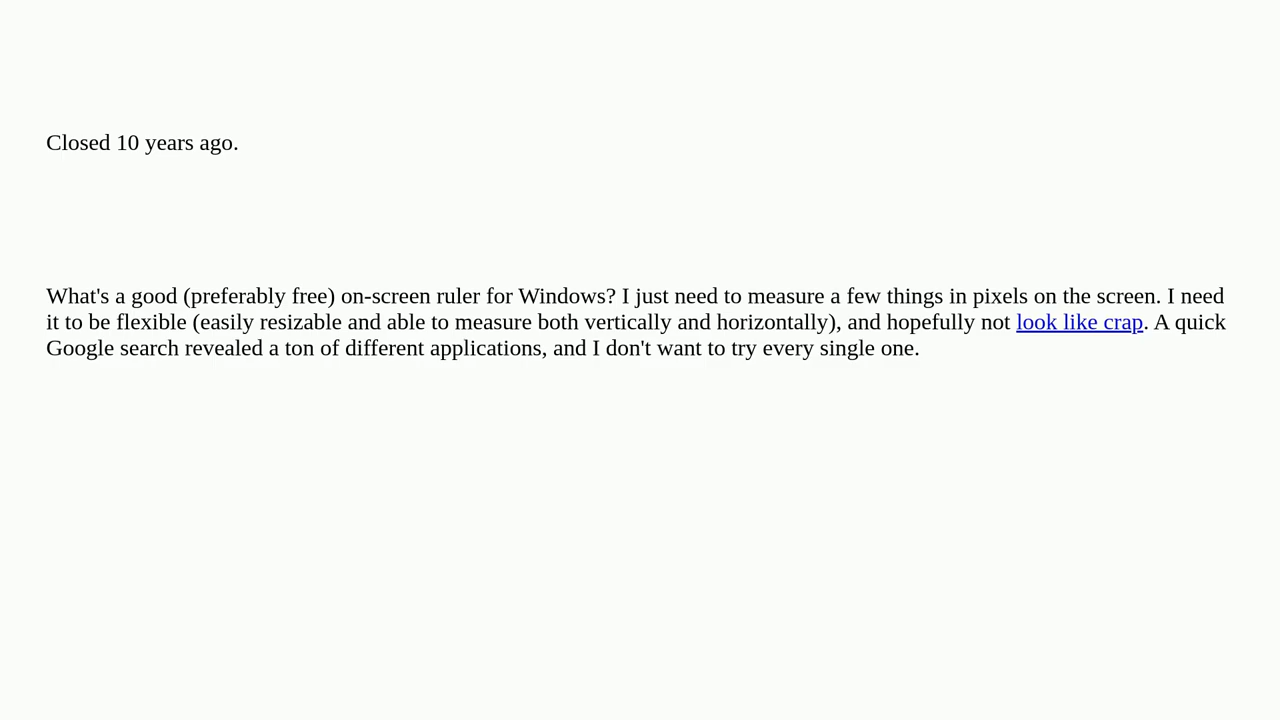 Closed 10 years ago.
What's a good (preferably free) on-screen ruler for Windows? I just need to measure a few things in pixels on the screen. I need
it to be flexible (easily resizable and able to measure both vertically and horizontally), and hopefully not look like crap. A quick
Google search revealed a ton of different applications, and I don't want to try every single one.